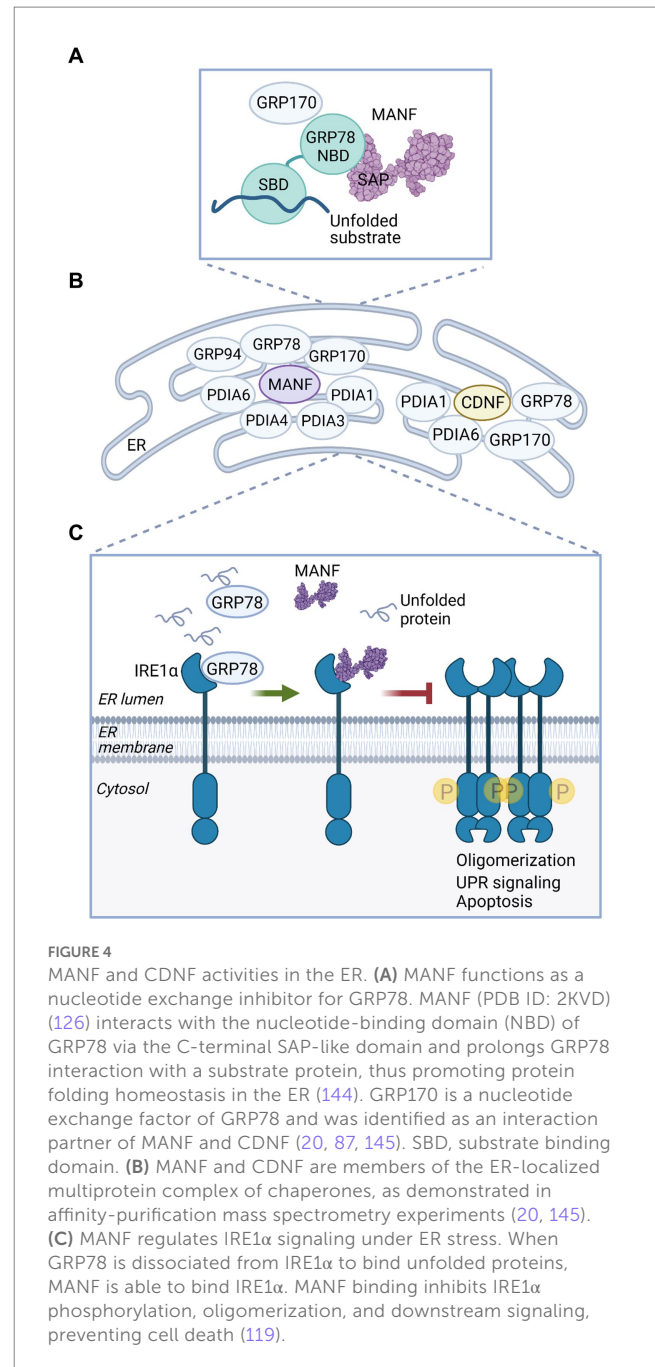 A
GRP170
MANF
GRP78
NBD
SAP
SBD
Unfolded
substrate
B
GRP94
GRP78
GRP170
PDIA6
MANF
PDIA1
PDIA4
PDIA3
ER
PDIA1
CDNF
GRP78
PDIA6
GRP170
C
MANF
GRP78
Unfolded
protein
IRE1α
GRP78
ER lumen
ER
membrane
Cytosol
P
P
P
P
Oligomerization
UPR signaling
Apoptosis
FIGURE 4
MANF and CDNF activities in the ER. (A) MANF functions as a
nucleotide exchange inhibitor for GRP78. MANF (PDB ID: 2KVD)
(126) interacts with the nucleotide-binding domain (NBD) of
GRP78 via the C-terminal SAP-like domain and prolongs GRP78
interaction with a substrate protein, thus promoting protein
folding homeostasis in the ER (144). GRP170 is a nucleotide
exchange factor of GRP78 and was identified as an interaction
partner of MANF and CDNF (20, 87, 145). SBD, substrate binding
domain. (B) MANF and CDNF are members of the ER-localized
multiprotein complex of chaperones, as demonstrated in
affinity-purification mass spectrometry experiments (20, 145).
(C) MANF regulates IRE1α signaling under ER stress. When
GRP78 is dissociated from IRE1α to bind unfolded proteins,
MANF is able to bind IRE1α. MANF binding inhibits IRE1α
phosphorylation, oligomerization, and downstream signaling,
preventing cell death (119).